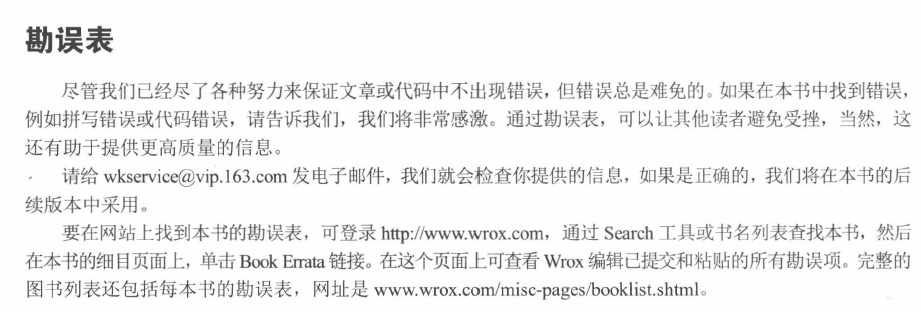 勘误表
尽管我们已经尽了各种努力来保证文章或代码中不出现错误，但错误总是难免的。如果在本书中找到错误，
例如拼写错误或代码错误，请告诉我们，我们将非常感激。通过勘误表，可以让其他读者避免受挫，当然，这
还有助于提供更高质量的信息。
请给 wkservice@vip.163.com 发电子邮件，我们就会检查你提供的信息，如果是正确的，我们将在本书的后
续版本中采用。
要在网站上找到本书的勘误表，可登录 http://www.wrox.com，通过 Search 工具或书名列表查找本书，然后
在本书的细目页面上，单击 Book Errata 链接。在这个页面上可查看 Wrox 编辑已提交和粘贴的所有勘误项。完整的
图书列表还包括每本书的勘误表，网址是 www.wrox.com/misc-pages/booklist.shtml。